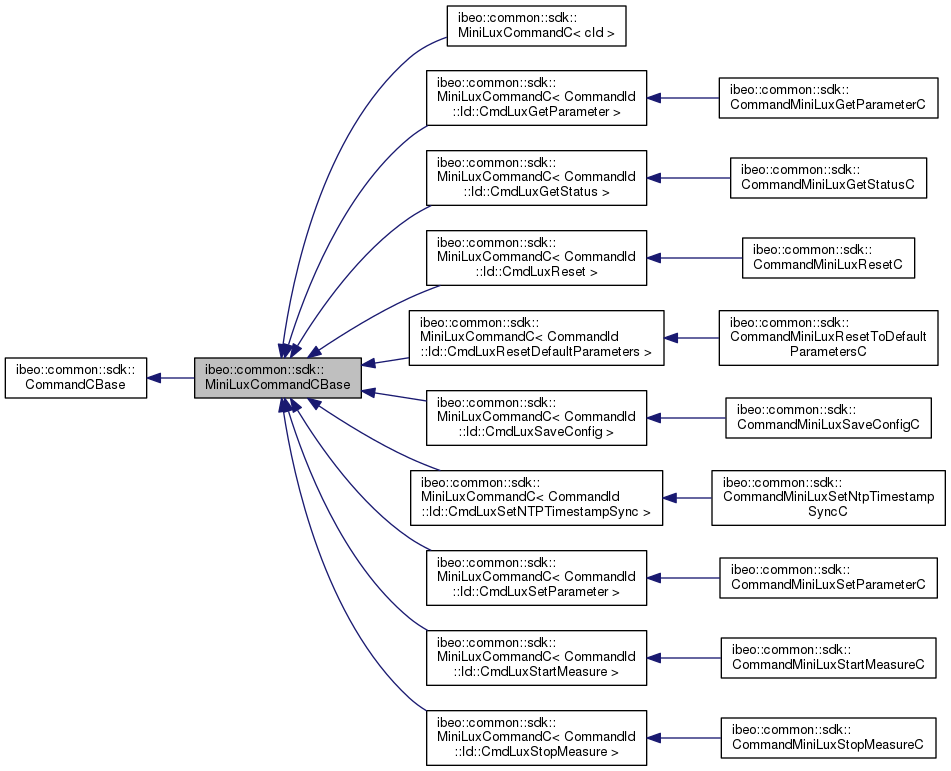 ibeo::common::sdk::
CommandCBase
ibeo::common::sdk::
MiniLuxCommandCBase
ibeo::common::sdk::
MiniLuxCommandC< cId >
ibeo::common::sdk::
MiniLuxCommandC< CommandId
::Id::CmdLuxGetParameter >
ibeo::common::sdk::
CommandMiniLuxGetParameterC
ibeo::common::sdk::
MiniLuxCommandC< CommandId
::Id::CmdLuxGetStatus >
ibeo::common::sdk::
CommandMiniLuxGetStatusC
ibeo::common::sdk::
MiniLuxCommandC< CommandId
::Id::CmdLuxReset >
ibeo::common::sdk::
CommandMiniLuxResetC
ibeo::common::sdk::
MiniLuxCommandC< CommandId
::Id::CmdLuxResetDefaultParameters >
ibeo::common::sdk::
CommandMiniLuxResetToDefault
ParametersC
ibeo::common::sdk::
MiniLuxCommandC< CommandId
::Id::CmdLuxSaveConfig >
ibeo::common::sdk::
CommandMiniLuxSaveConfigC
ibeo::common::sdk::
MiniLuxCommandC< CommandId
::Id::CmdLuxSetNTPTimestampSync >
ibeo::common::sdk::
CommandMiniLuxSetNtpTimestamp
SyncC
ibeo::common::sdk::
MiniLuxCommandC< CommandId
::Id::CmdLuxSetParameter >
ibeo::common::sdk::
CommandMiniLuxSetParameterC
ibeo::common::sdk::
MiniLuxCommandC< CommandId
::Id::CmdLuxStartMeasure >
ibeo::common::sdk::
CommandMiniLuxStartMeasureC
ibeo::common::sdk::
MiniLuxCommandC< CommandId
::Id::CmdLuxStopMeasure >
ibeo::common::sdk::
CommandMiniLuxStopMeasureC